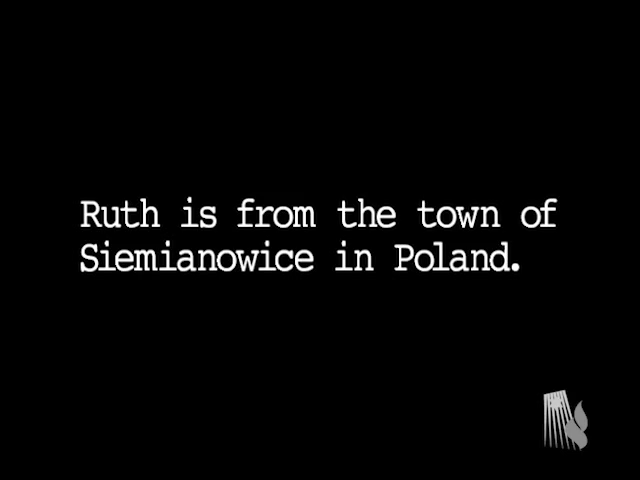 Ruth is from the town of
Siemianowice in Poland.